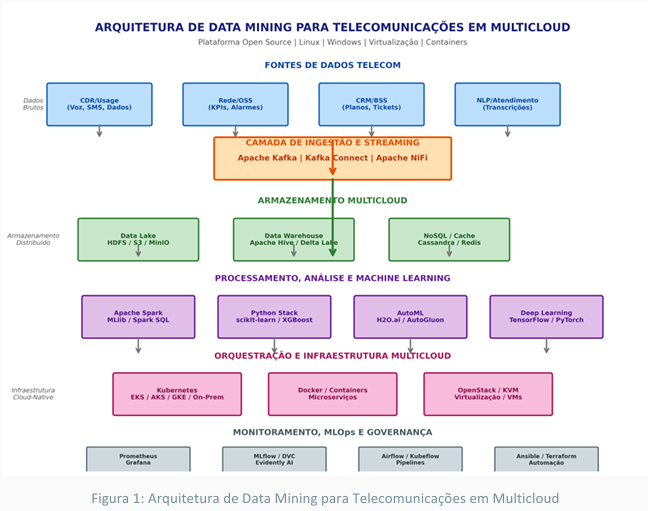 ARQUITETURA DE DATA MINING PARA TELECOMUNICAÇÕES EM MULTICLOUD
Plataforma Open Source | Linux | Windows | Virtualização | Containers
FONTES DE DADOS TELECOM
Dados
Brutos
CDR/Usage
(Voz, SMS, Dados)
Rede/OSS
(KPIs, Alarmes)
CRM/BSS
(Planos, Tickets)
NLP/Atendimento
(Transcrições)
CAMADA DE INGESTÃO E STREAMING
Apache Kafka | Kafka Connect | Apache NiFi
ARMAZENAMENTO MULTICLOUD
Armazenamento
Distribuído
Data Lake
HDFS / S3 / MinIO
Data Warehouse
Apache Hive / Delta Lake
NoSQL / Cache
Cassandra / Redis
PROCESSAMENTO, ANÁLISE E MACHINE LEARNING
Apache Spark
MLlib / Spark SQL
Python Stack
scikit-learn / XGBoost
AutoML
H2O.ai / AutoGluon
Deep Learning
TensorFlow / PyTorch
ORQUESTRAÇÃO E INFRAESTRUTURA MULTICLOUD
Infraestrutura
Cloud-Native
Kubernetes
EKS / AKS / GKE / On-Prem
Docker / Containers
Microserviços
OpenStack / KVM
Virtualização / VMs
MONITORAMENTO, MLOps E GOVERNANÇA
Prometheus
Grafana
MLflow / DVC
Evidently AI
Airflow / Kubeflow
Pipelines
Ansible / Terraform
Automação
Figura 1: Arquitetura de Data Mining para Telecomunicações em Multicloud